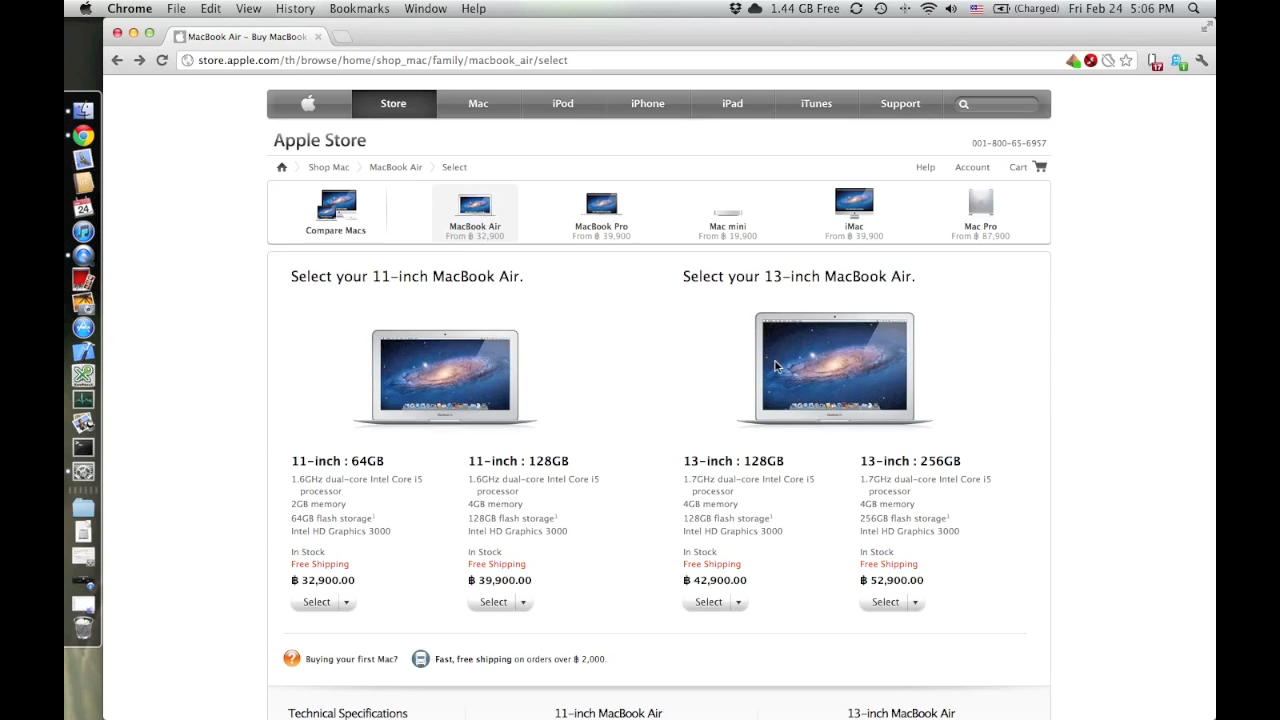 Chrome File Edit View History Bookmarks Window Help 1.44 GB Free (Charged) Fri Feb 24 5:06 PM
MacBook Air - Buy MacBook
store.apple.com/th/browse/home/shop_mac/family/macbook_air/select
17 1
Store Mac iPod iPhone iPad iTunes Support
Apple Store
001-800-65-6957
Shop Mac MacBook Air Select Help Account Cart
24
Compare Macs
MacBook Air
From ฿ 32,900
MacBook Pro
From ฿ 39,900
Mac mini
From ฿ 19,900
iMac
From ฿ 39,900
Mac Pro
From ฿ 87,900
Select your 11-inch MacBook Air.
Select your 13-inch MacBook Air.
11-inch : 64GB
1.6GHz dual-core Intel Core i5
processor
2GB memory
64GB flash storage¹
Intel HD Graphics 3000
In Stock
Free Shipping
฿ 32,900.00
Select
11-inch : 128GB
1.6GHz dual-core Intel Core i5
processor
4GB memory
128GB flash storage¹
Intel HD Graphics 3000
In Stock
Free Shipping
฿ 39,900.00
Select
13-inch : 128GB
1.7GHz dual-core Intel Core i5
processor
4GB memory
128GB flash storage¹
Intel HD Graphics 3000
In Stock
Free Shipping
฿ 42,900.00
Select
13-inch : 256GB
1.7GHz dual-core Intel Core i5
processor
4GB memory
256GB flash storage¹
Intel HD Graphics 3000
In Stock
Free Shipping
฿ 52,900.00
Select
Buying your first Mac? Fast, free shipping on orders over ฿ 2,000.
Technical Specifications 11-inch MacBook Air 13-inch MacBook Air